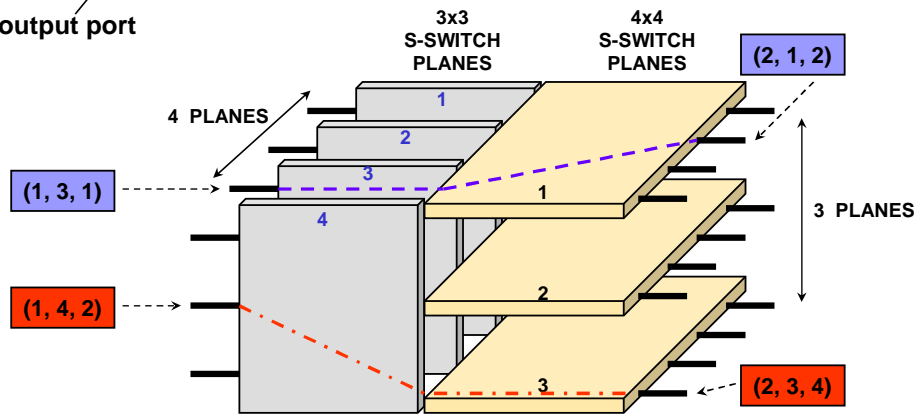 output port
3x3
S-SWITCH
PLANES
4x4
S-SWITCH
PLANES
(2, 1, 2)
4 PLANES
1
2
3
4
(1, 3, 1)
1
3 PLANES
(1, 4, 2)
2
3
(2, 3, 4)